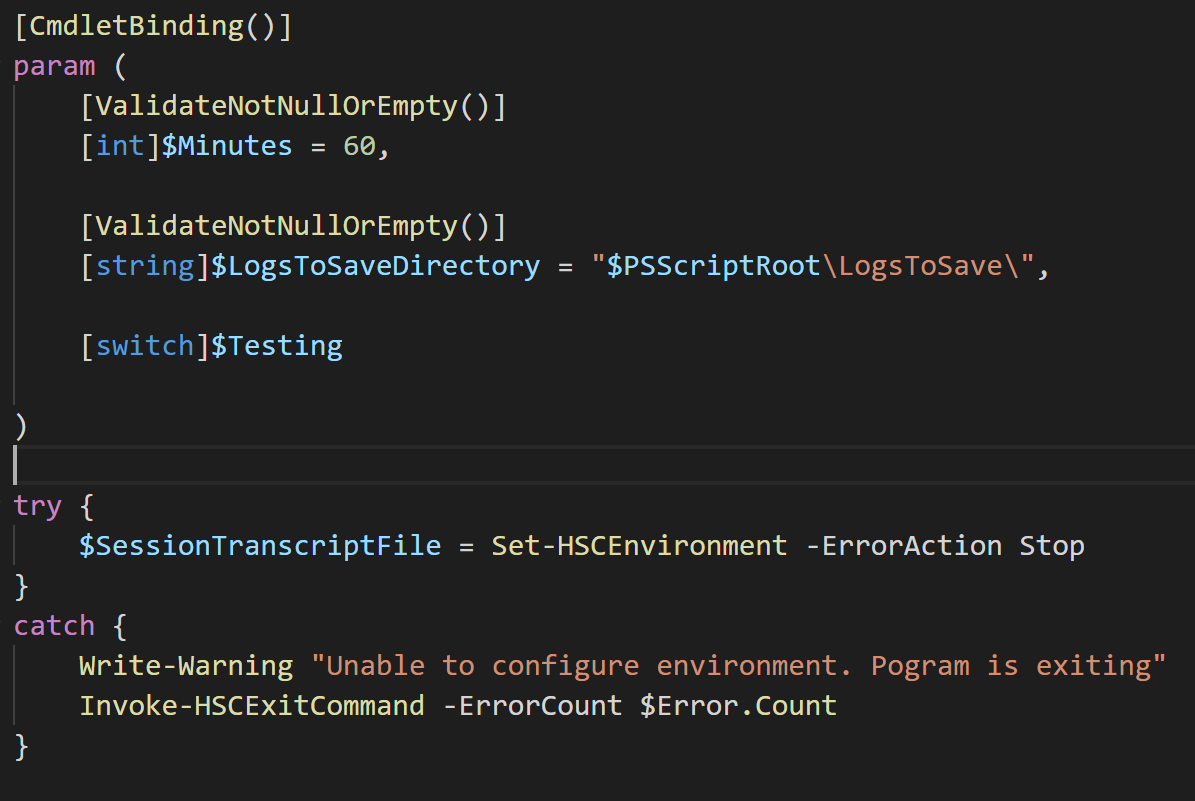 [CmdletBinding()]
param (
    [ValidateNotNullOrEmpty()]
    [int]$Minutes = 60,

    [ValidateNotNullOrEmpty()]
    [string]$LogsToSaveDirectory = "$PSScriptRoot\LogsToSave\",

    [switch]$Testing

)

try {
    $SessionTranscriptFile = Set-HSCEnvironment -ErrorAction Stop
}
catch {
    Write-Warning "Unable to configure environment. Pogram is exiting"
    Invoke-HSCExitCommand -ErrorCount $Error.Count
}